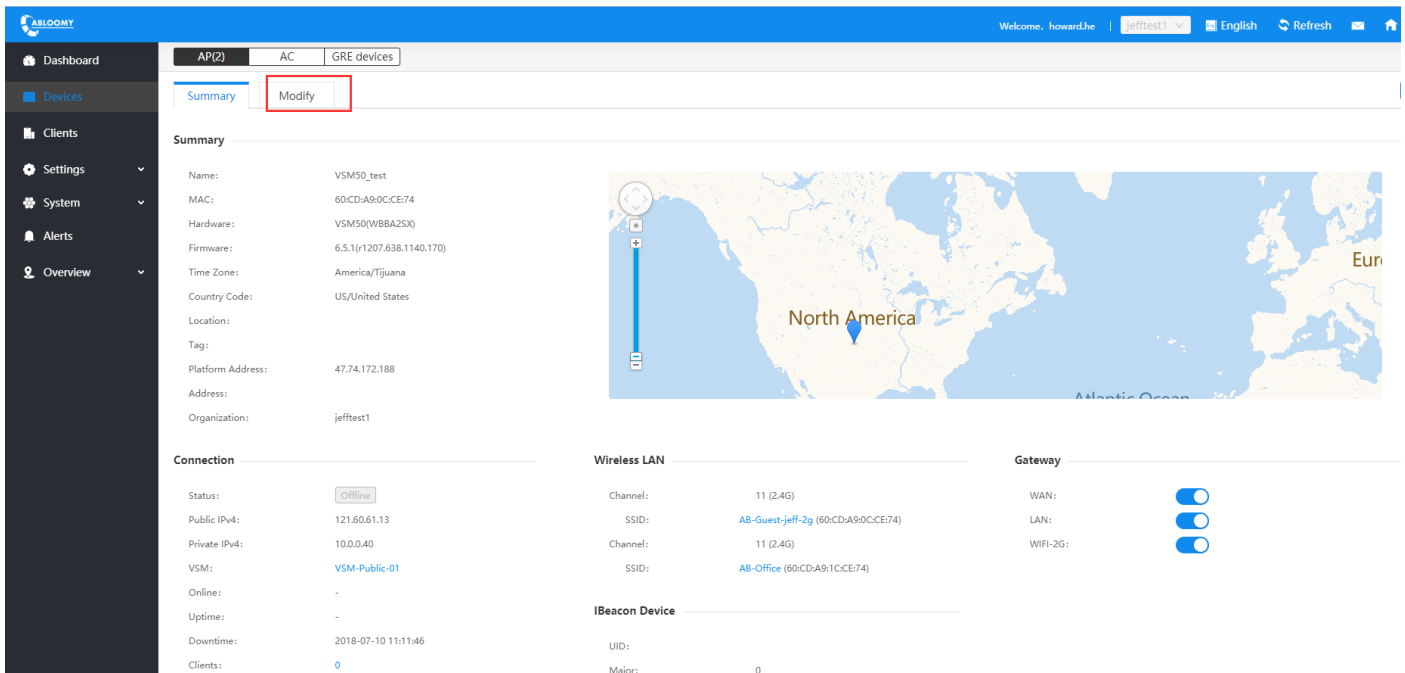 ABLOOMY
Welcome, howard.he | jefftest1 English Refresh
Dashboard
Devices
Clients
Settings
System
Alerts
Overview
AP(2) AC GRE devices
Summary Modify
Summary
Name: VSM50_test
MAC: 60:CD:A9:0C:CE:74
Hardware: VSM50(WBBA2SX)
Firmware: 6.5.1(r1207.638.1140.170)
Time Zone: America/Tijuana
Country Code: US/United States
Location:
Tag:
Platform Address: 47.74.172.188
Address:
Organization: jefftest1
North America
Euro
Atlantic Ocean
Connection
Status: Offline
Public IPv4: 121.60.61.13
Private IPv4: 10.0.0.40
VSM: VSM-Public-01
Online: -
Uptime: -
Downtime: 2018-07-10 11:11:46
Clients: 0
Wireless LAN
Channel: 11 (2.4G)
SSID: AB-Guest-jeff-2g (60:CD:A9:0C:CE:74)
Channel: 11 (2.4G)
SSID: AB-Office (60:CD:A9:1C:CE:74)
IBeacon Device
UID:
Major: 0
Gateway
WAN:
LAN:
WIFI-2G: